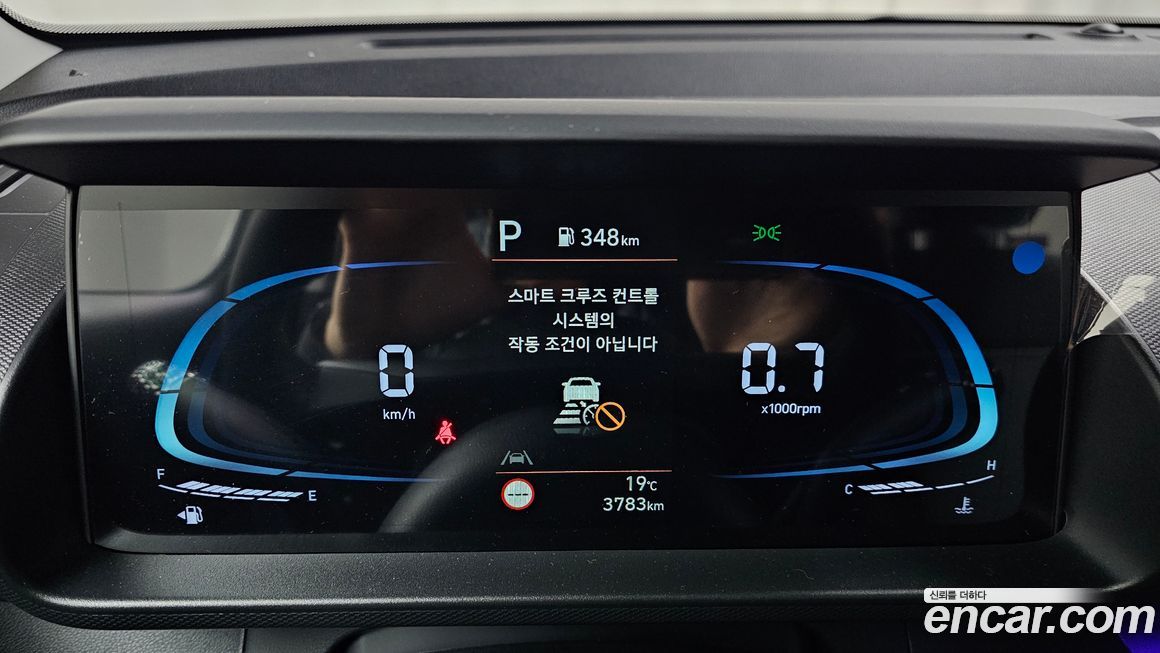 P 348km
스마트 크루즈 컨트롤
시스템의
작동 조건이 아닙니다
0
km/h
0.7
x1000rpm
F E
---
19℃
3783km
C H
신뢰를 더하다
encar.com